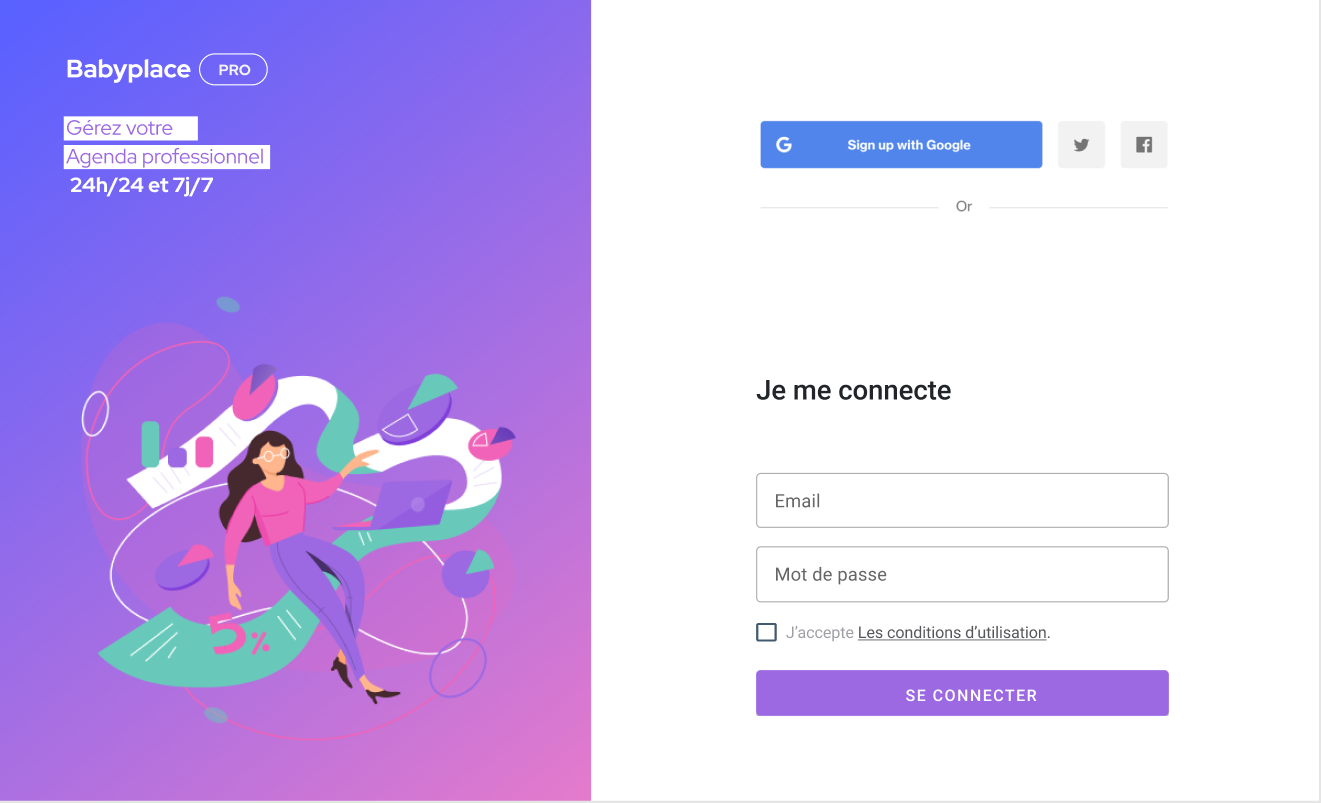 Babyplace PRO
Gérez votre
Agenda professionnel
24h/24 et 7j/7
5%
G Sign up with Google
Or
Je me connecte
Email
Mot de passe
J’accepte Les conditions d’utilisation.
SE CONNECTER